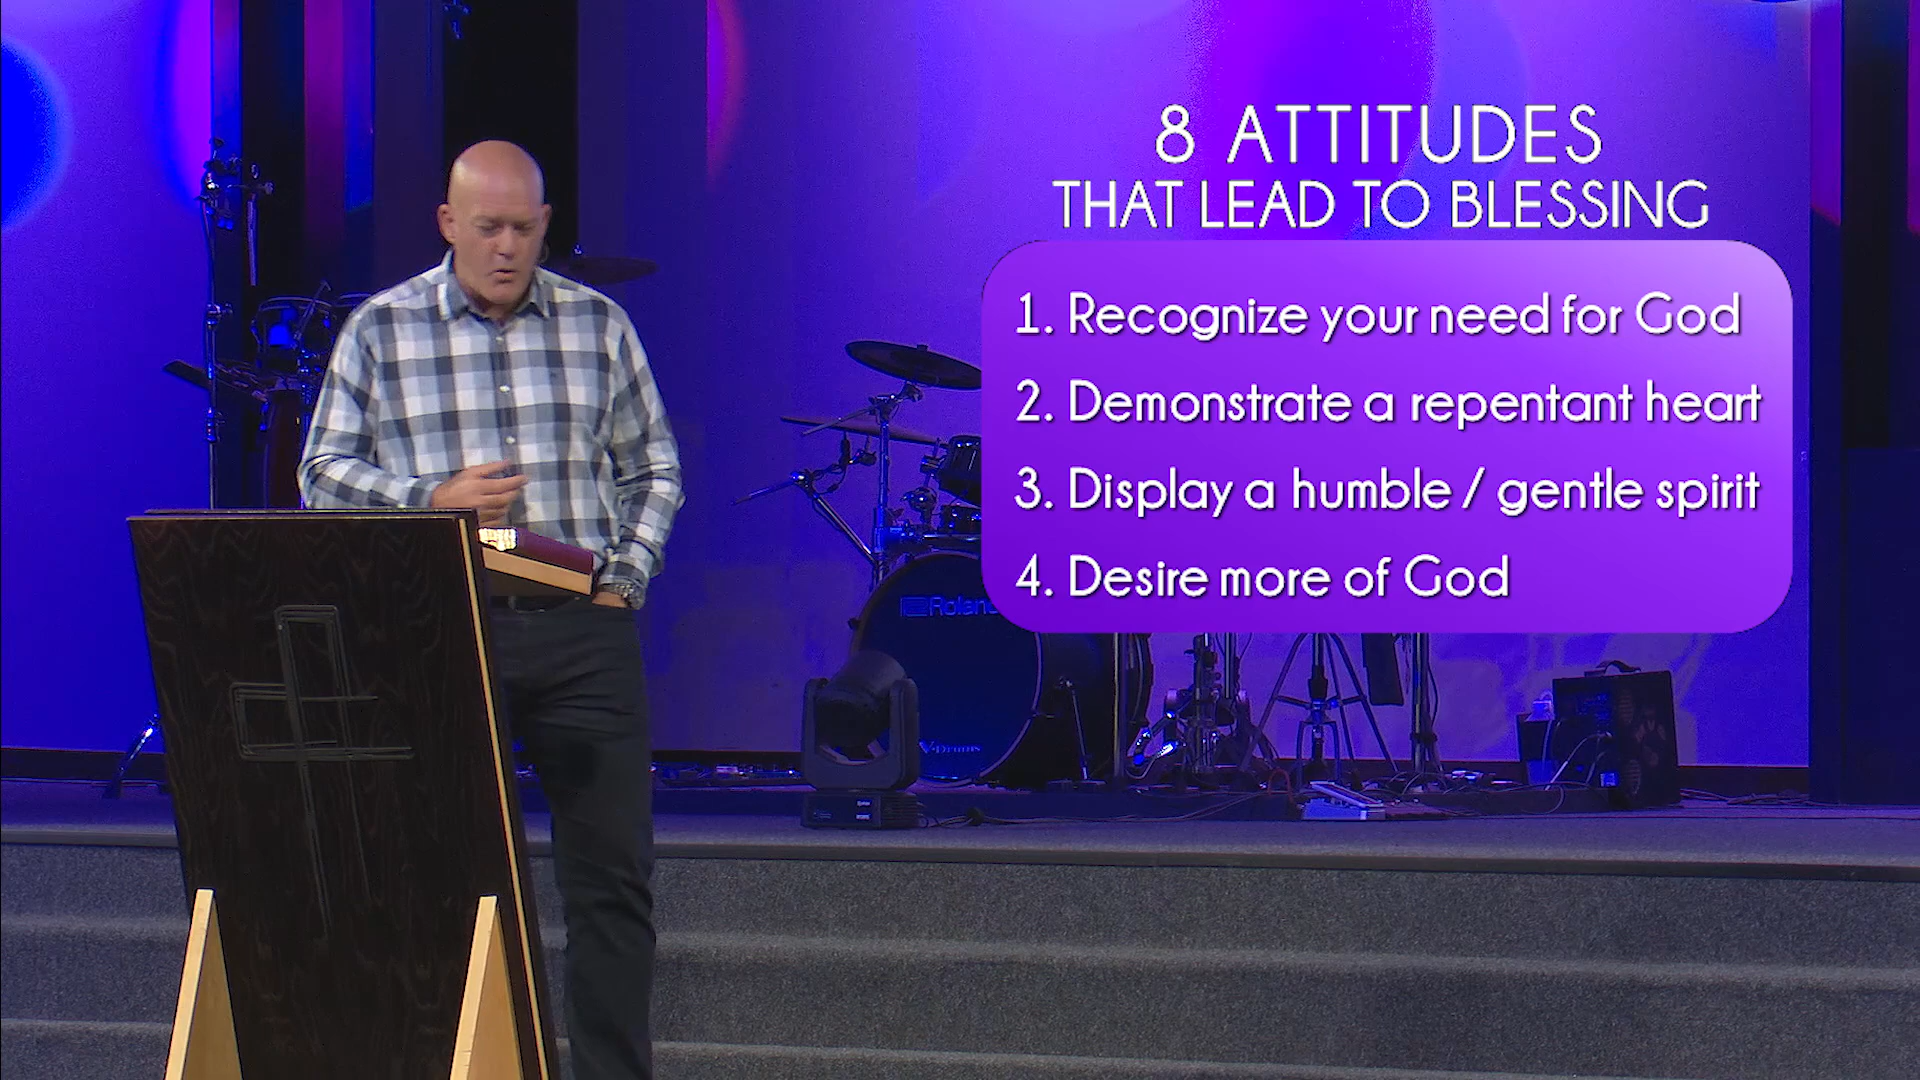 8 ATTITUDES
THAT LEAD TO BLESSING
1. Recognize your need for God
2. Demonstrate a repentant heart
3. Display a humble / gentle spirit
4. Desire more of God
Roland
V-Drums